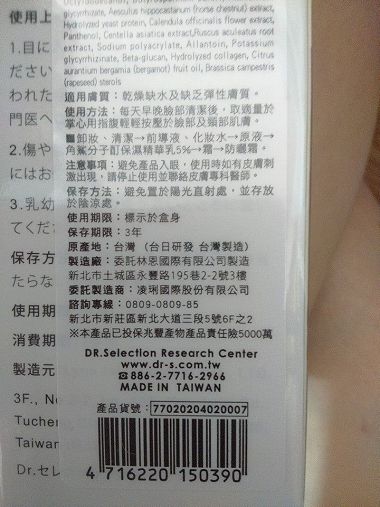 glycyrrhizate, Aesculus hippocastanum (horse chestnut) extract,
Hydrolyzed yeast protein, Calendula officinalis flower extract,
Panthenol, Centella asiatica extract,Ruscus aculeatus root
extract, Sodium polyacrylate, Allantoin, Potassium
glycyrrhizinate, Beta-glucan, Hydrolyzed collagen, Citrus
aurantium bergamia (bergamot) fruit oil, Brassica campestris
(rapeseed) sterols
適用膚質：乾燥缺水及缺乏彈性膚質。
使用方法：每天早晚臉部清潔後，取適量於
掌心用指腹輕輕按壓於臉部及頸部肌膚。
卸妝、清潔→前導液、化妝水→原液→
角鯊分子酊保濕精華乳5%→霜→防曬霜。
注意事項：避免產品入眼，使用時如有皮膚刺
激出現，請停止使用並聯絡皮膚專科醫師。
保存方法：避免置於陽光直射處，並存放
於陰涼處。
使用期限：標示於盒身
保存期限：3年
原產地：台灣（台日研發 台灣製造）
製造廠：委託林恩國際有限公司製造
新北市土城區永豐路195巷2-2號3樓
委託製造商：凌琍國際股份有限公司
諮詢專線：0809-0809-85
新北市新莊區新北大道三段5號6F之2
※本產品已投保兆豐產物產品責任險5000萬
DR.Selection Research Center
www.dr-s.com.tw
☎886-2-7716-2966
MADE IN TAIWAN
產品貨號：77020204020007
4 716220 150390
使用上
1.目に
ださい
われた
門医へ
2.傷や
にはお
3.乳幼
てくだ
保存方
たらな
使用期
消費期
製造元
3F., No
Tucher
Taiwar
Dr.セレ